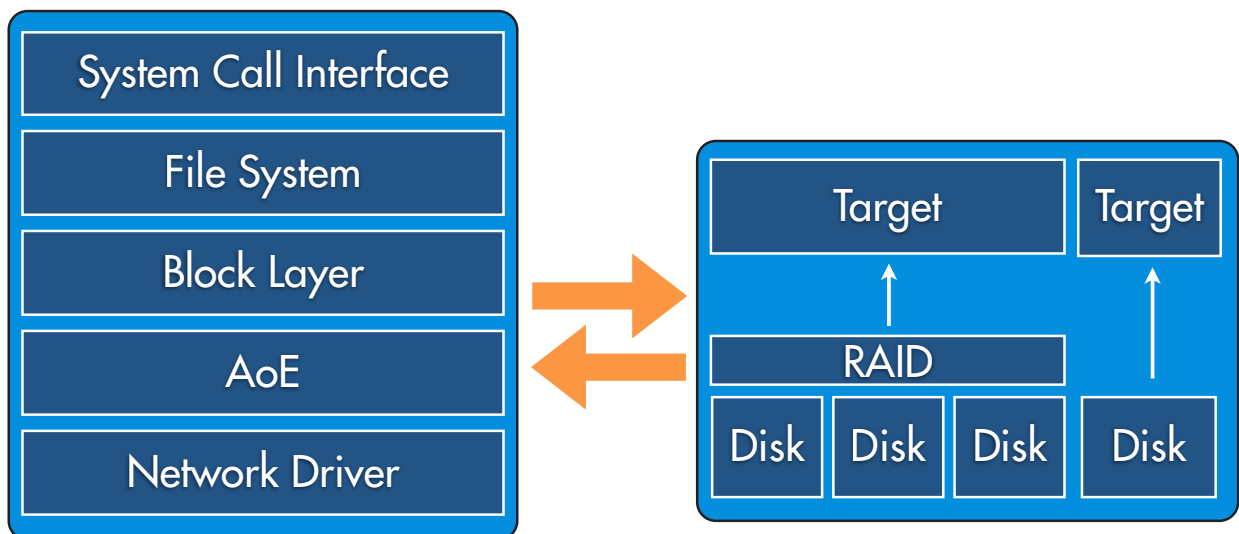 System Call Interface
File System
Block Layer
AoE
Network Driver
Target
Target
RAID
Disk
Disk
Disk
Disk